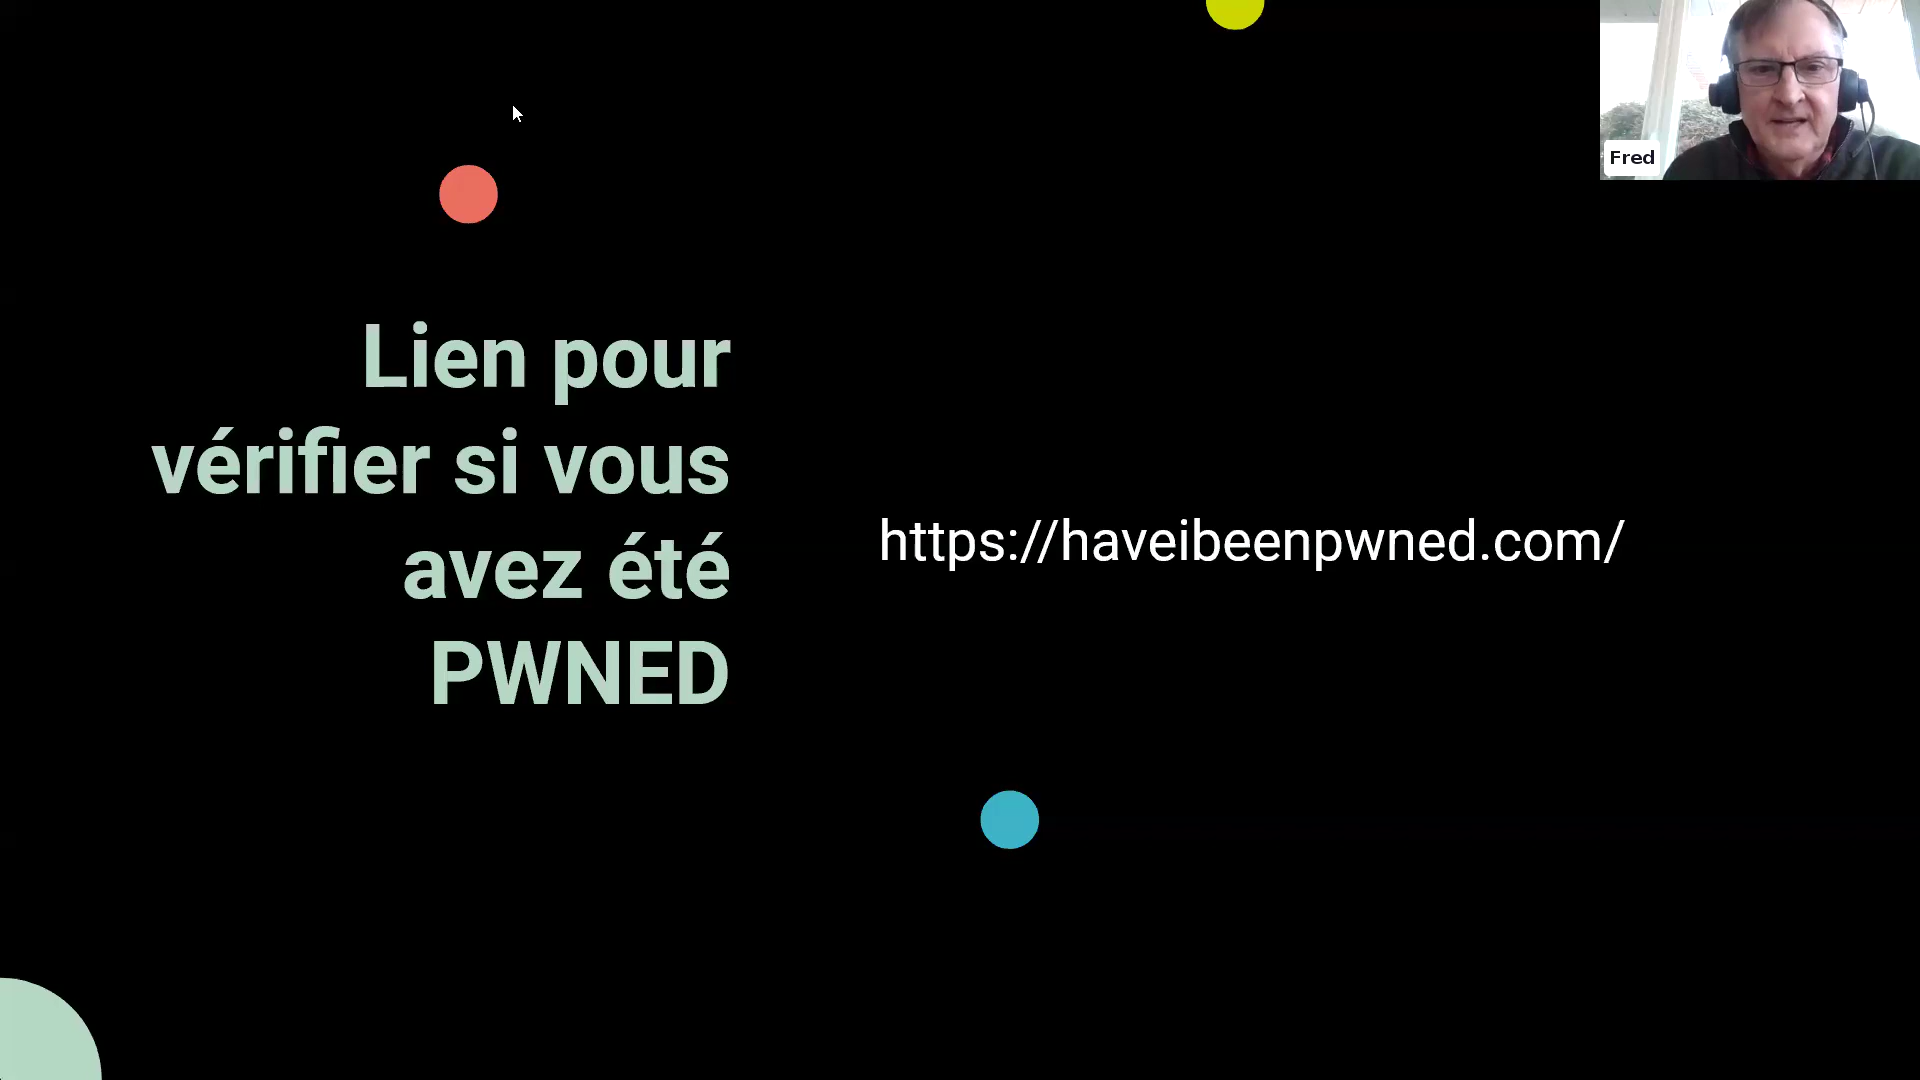 Lien pour
vérifier si vous
avez été
PWNED
https://haveibeenpwned.com/
Fred